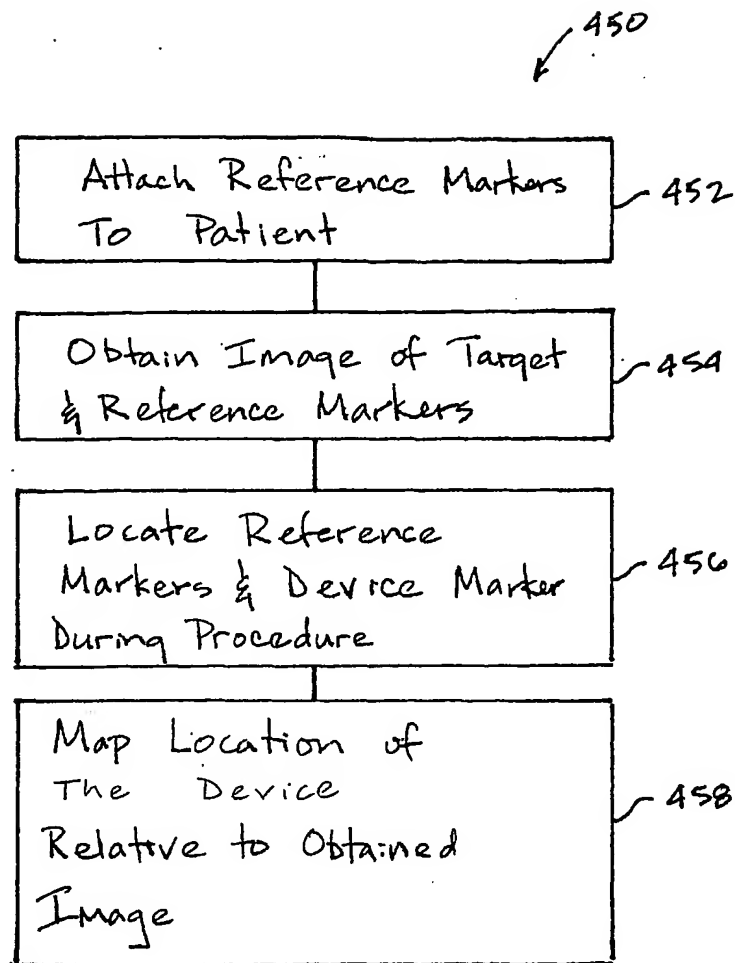 450
Attach Reference Markers
To Patient
452
Obtain Image of Target
& Reference Markers
454
Locate Reference
Markers & Device Marker
During Procedure
456
Map Location of
The Device
Relative to Obtained
Image
458